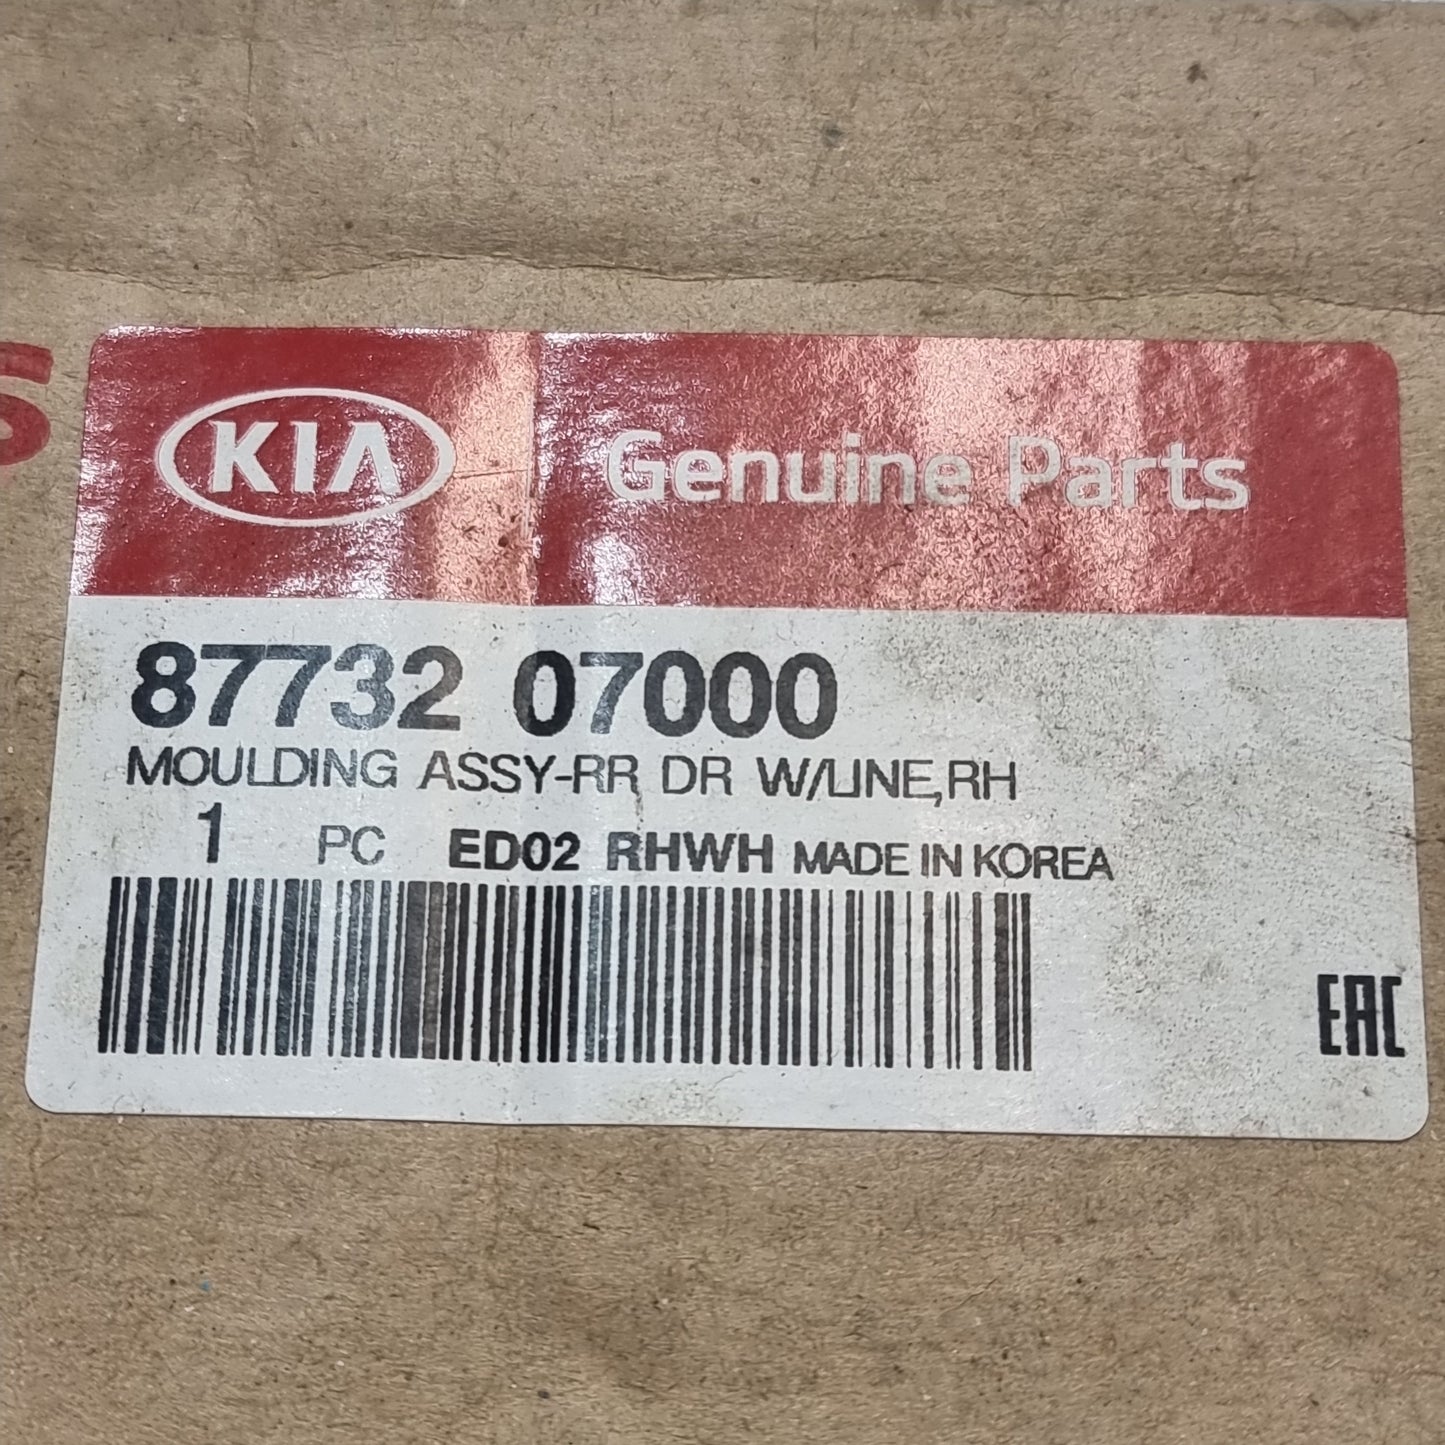 S
KIA Genuine Parts
87732 07000
MOULDING ASSY-RR DR W/LINE,RH
1 PC ED02 RHWH MADE IN KOREA
EAC